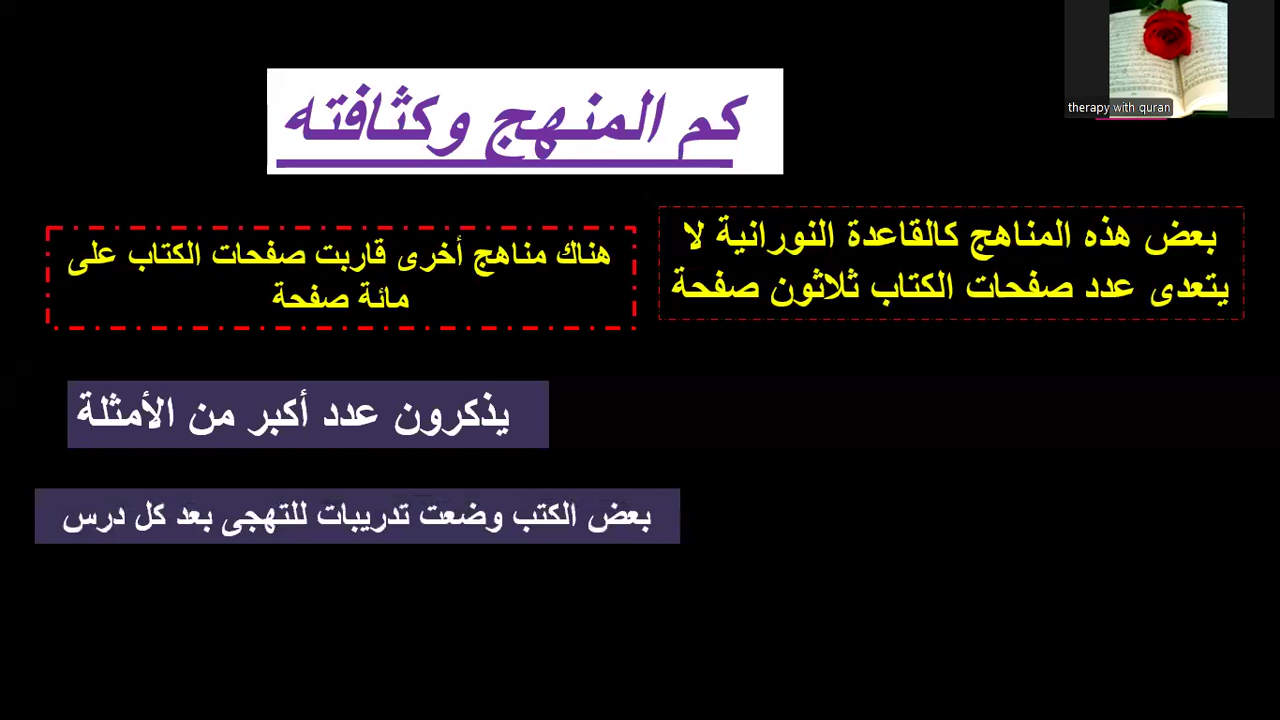 therapy with quran
كم المنهج وكثافته
بعض هذه المناهج كالقاعدة النورانية لا
يتعدى عدد صفحات الكتاب ثلاثون صفحة
هناك مناهج أخرى قاربت صفحات الكتاب على
مائة صفحة
يذكرون عدد أكبر من الأمثلة
بعض الكتب وضعت تدريبات للتهجى بعد كل درس